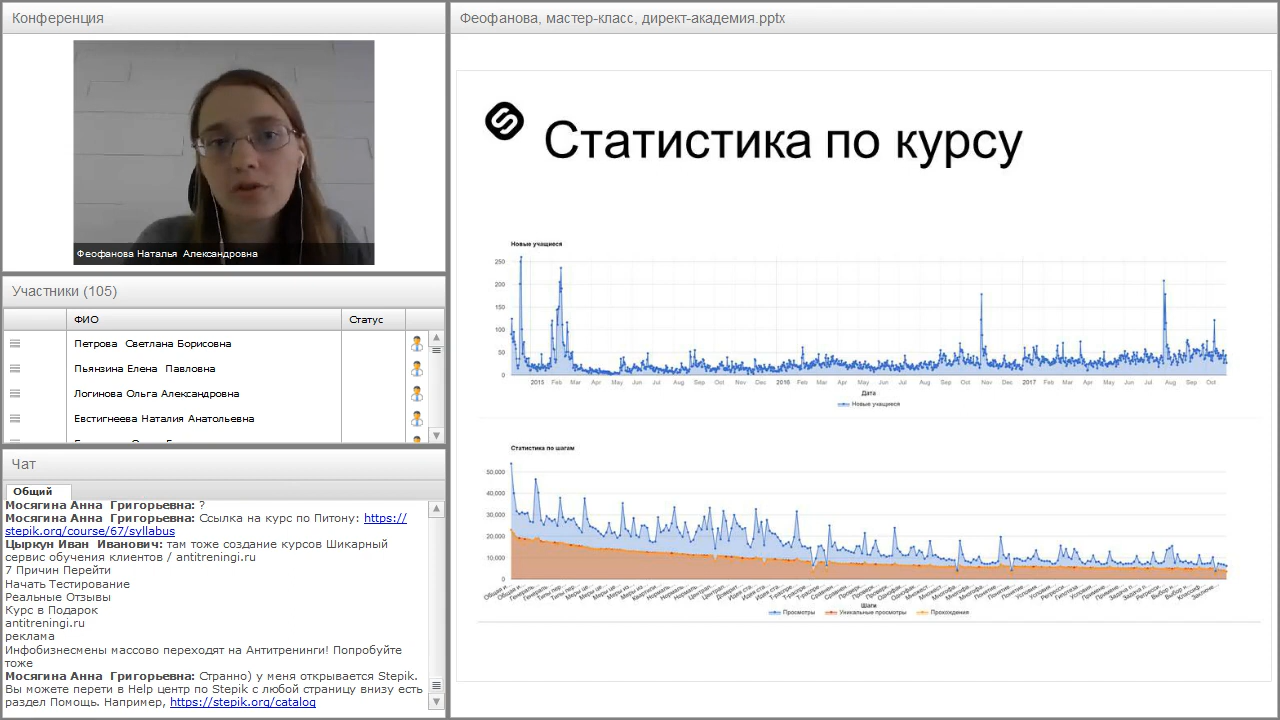 Конференция
Феофанова Наталья Александровна
Участники (105)
ФИО
Статус
Петрова Светлана Борисовна
Пунчына Елена Павловна
Логинова Ольга Александровна
Евстигнеева Наталия Анатольевна
Чат
Общий
Мосягина Анна Григорьевна: ?
Мосягина Анна Григорьевна: Ссылка на курс по Питону: https://
stepik.org/course/67/syllabus
Цыркун Иван Иванович: там тоже создание курсов Шикарный
сервис обучения клиентов / antitreningi.ru
7 Причин Перейти
Начать Тестирование
Реальные Отзывы
Курс в Подарок
antitreningi.ru
реклама
Инфобизнесмены массово переходят на Антитренинги! Попробуйте
тоже
Мосягина Анна Григорьевна: Странно) у меня открывается Stepik.
Вы можете перети в Help центр по Stepik с любой страницу внизу есть
раздел Помощь. Например, https://stepik.org/catalog
Феофанова, мастер-класс, директ-академия.pptx
Статистика по курсу
Новые учащиеся
250
200
150
100
50
0
2015 Feb Mar Apr May Jun Jul Aug Sep Oct Nov Dec 2016 Feb Mar Apr May Jun Jul Aug Sep Oct Nov Dec 2017 Feb Mar Apr May Jun Jul Aug Sep Oct
Дата
Новые учащиеся
Статистика по шагам
50,000
40,000
30,000
20,000
10,000
0
Шаги
Просмотры Уникальные просмотры Прохождения